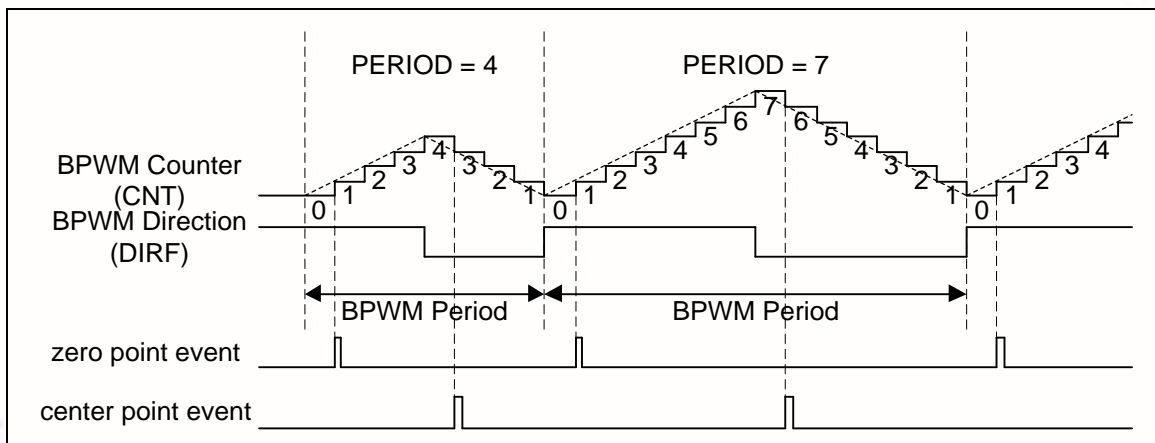 PERIOD = 4
PERIOD = 7
BPWM Counter
(CNT)
0 1 2 3 4 3 2 1 0 1 2 3 4 5 6 7 6 5 4 3 2 1 0 1 2 3 4
BPWM Direction
(DIRF)
BPWM Period
BPWM Period
zero point event
center point event